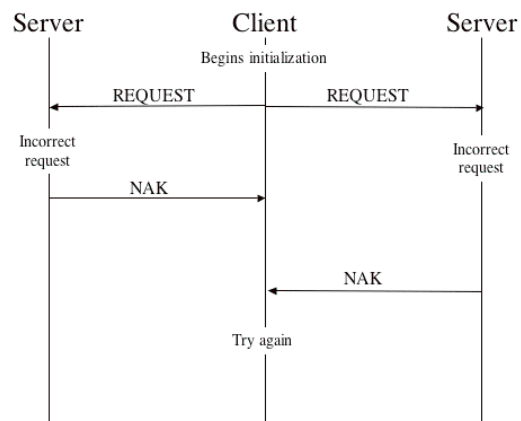 Server
Client
Server
Begins initialization
REQUEST
REQUEST
Incorrect
request
Incorrect
request
NAK
NAK
Try again